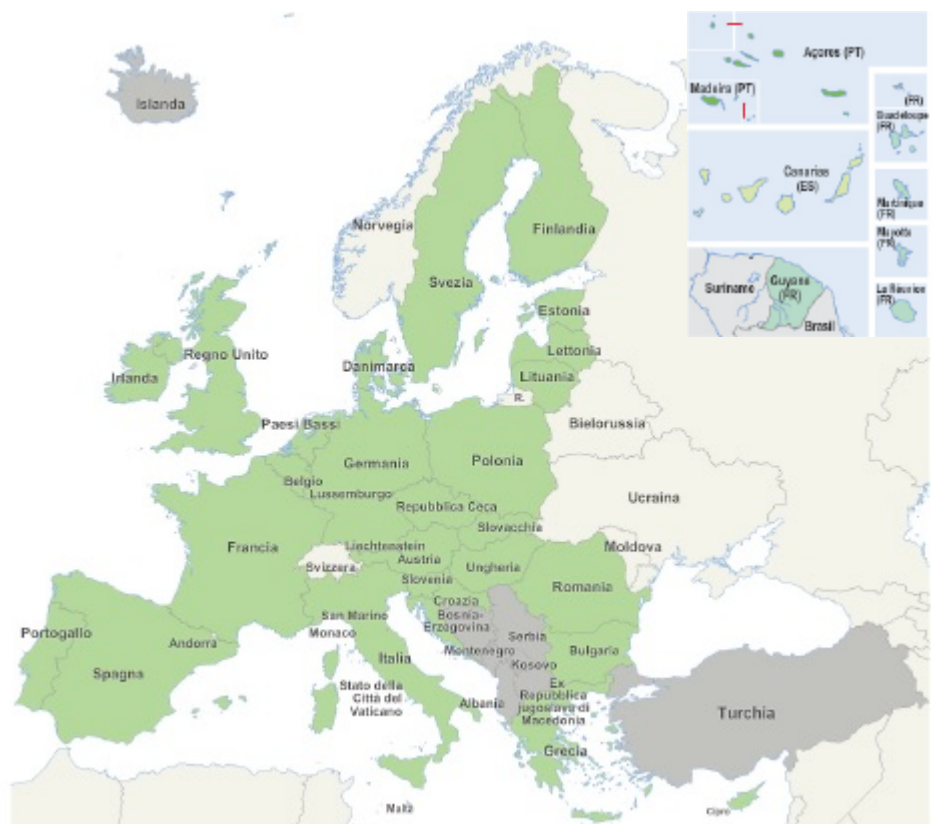 Islanda
Açores (PT)
Madeira (PT)
(FR)
Guadeloupe
(FR)
Canarias
(ES)
Martinique
(FR)
Mayotte
(FR)
Suriname
Guyane
(FR)
Brasil
La Réunion
(FR)
Norvegia
Finlandia
Svezia
Estonia
Lettonia
Lituania
R.
Danimarca
Regno Unito
Irlanda
Paesi Bassi
Bielorussia
Germania
Polonia
Belgio
Lussemburgo
Ucraina
Repubblica Ceca
Slovacchia
Francia
Liechtenstein
Svizzera
Austria
Ungheria
Moldova
Slovenia
Romania
Croazia
Bosnia-
Erzegovina
San Marino
Monaco
Portogallo
Andorra
Spagna
Serbia
Montenegro
Kosovo
Bulgaria
Italia
Stato della
Città del
Vaticano
Albania
Ex
Repubblica
jugoslava di
Macedonia
Turchia
Grecia
Malta
Cipro